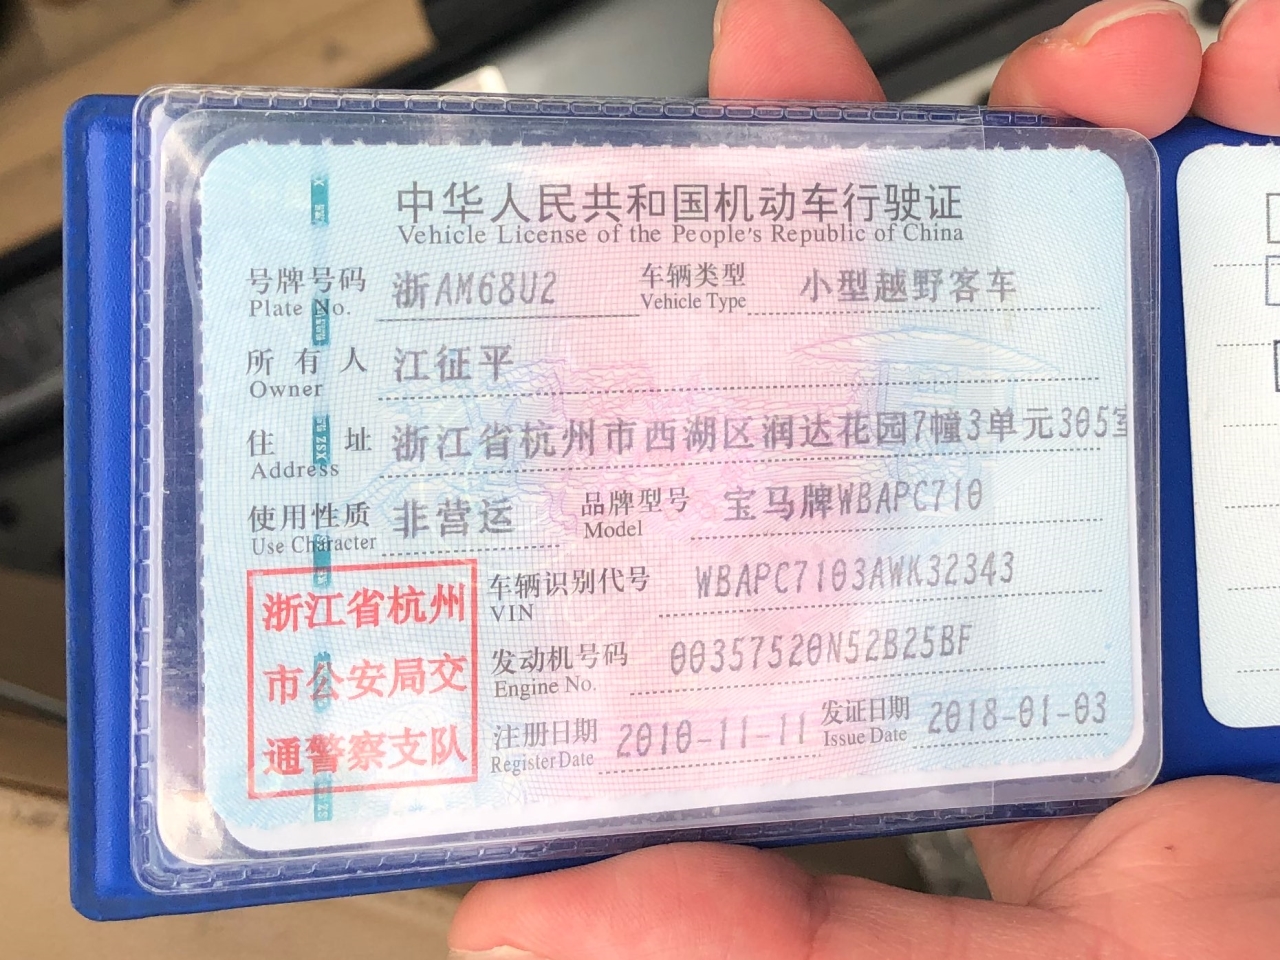 中华人民共和国机动车行驶证
Vehicle License of the People's Republic of China
号牌号码 浙AM68U2 车辆类型 小型越野客车
Plate No. Vehicle Type
所有人 江征平
Owner
住址 浙江省杭州市西湖区润达花园7幢3单元305室
Address
使用性质 非营运 品牌型号 宝马牌WBAPC710
Use Character Model
浙江省杭州
市公安局交
通警察支队
车辆识别代号 WBAPC7103AWK32343
VIN
发动机号码 00357520N52B25BF
Engine No.
注册日期 2010-11-11 发证日期 2018-01-03
Register Date Issue Date